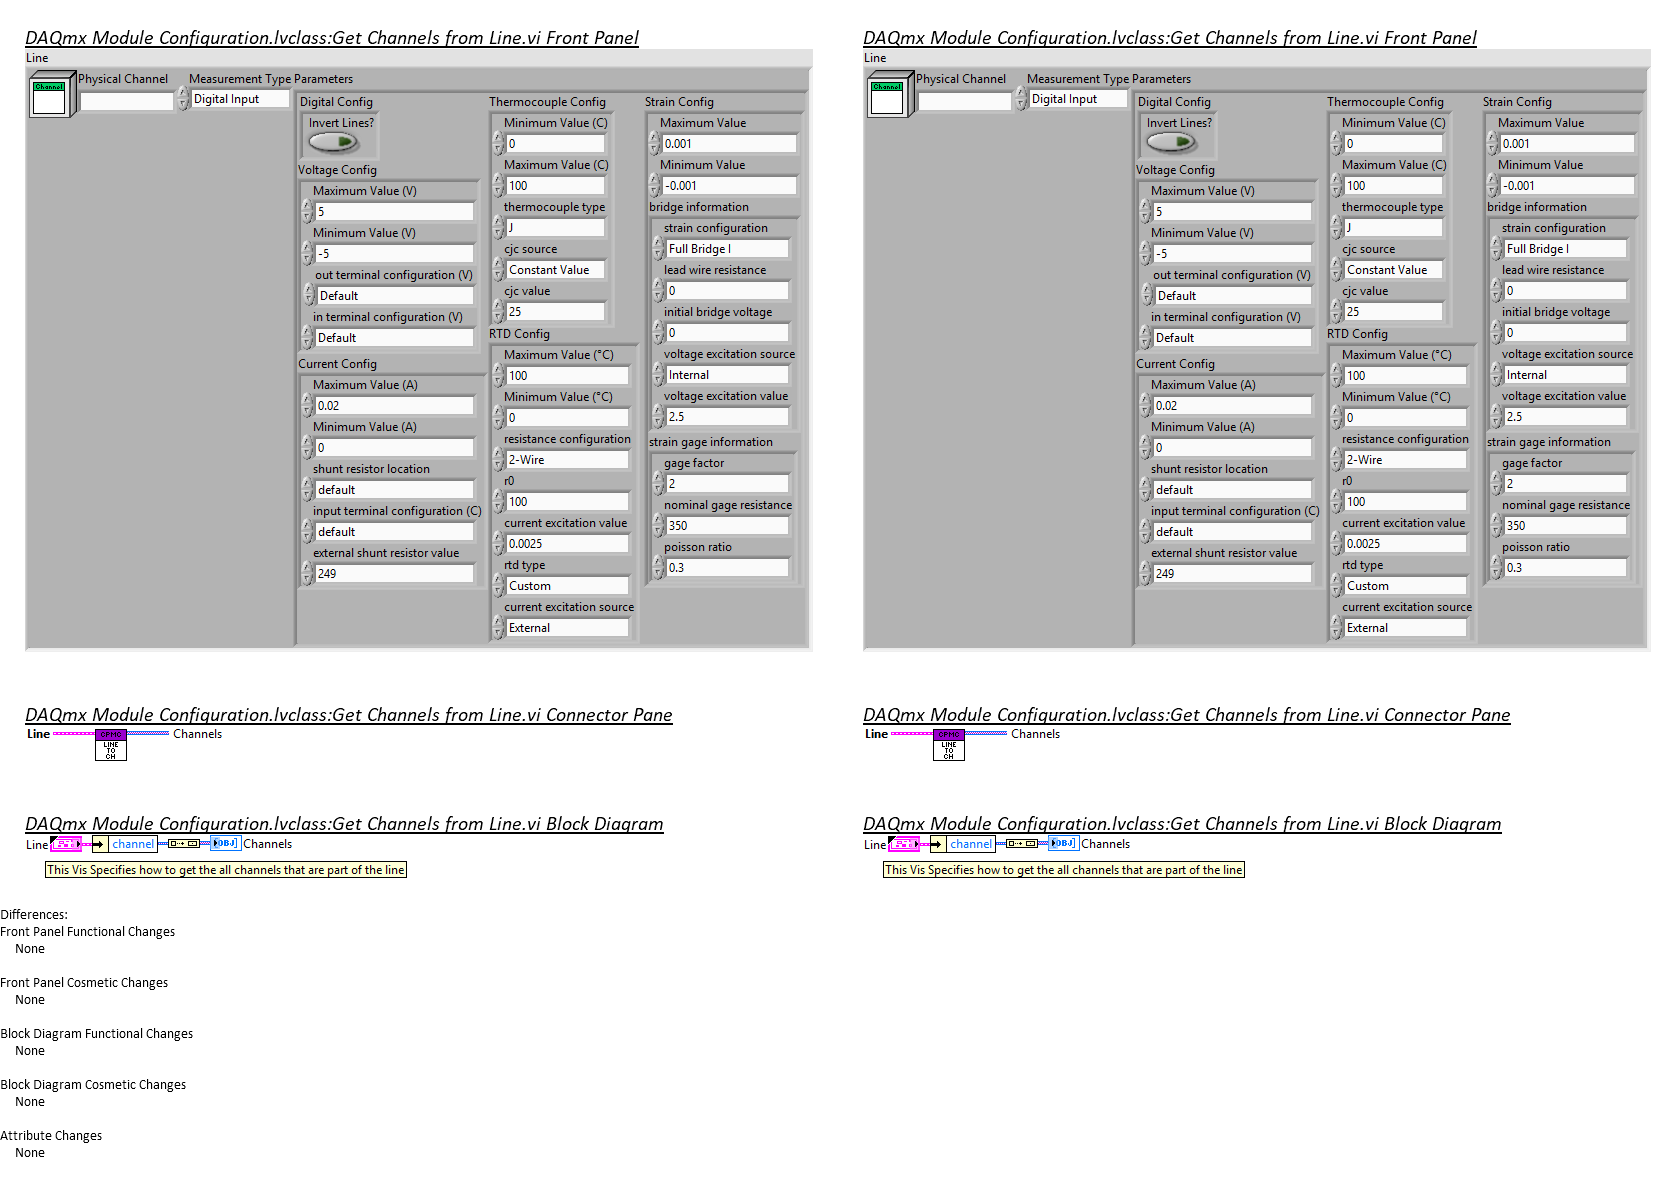 DAQmx Module Configuration.lvclass:Get Channels from Line.vi Front Panel
Line
Channel
Physical Channel
Measurement Type
Digital Input
Parameters
Digital Config
Invert Lines?
Voltage Config
Maximum Value (V)
5
Minimum Value (V)
-5
out terminal configuration (V)
Default
in terminal configuration (V)
Default
Current Config
Maximum Value (A)
0.02
Minimum Value (A)
0
shunt resistor location
default
input terminal configuration (C)
default
external shunt resistor value
249
Thermocouple Config
Minimum Value (C)
0
Maximum Value (C)
100
thermocouple type
J
cjc source
Constant Value
cjc value
25
RTD Config
Maximum Value (°C)
100
Minimum Value (°C)
0
resistance configuration
2-Wire
r0
100
current excitation value
0.0025
rtd type
Custom
current excitation source
External
Strain Config
Maximum Value
0.001
Minimum Value
-0.001
bridge information
strain configuration
Full Bridge I
lead wire resistance
0
initial bridge voltage
0
voltage excitation source
Internal
voltage excitation value
2.5
strain gage information
gage factor
2
nominal gage resistance
350
poisson ratio
0.3
DAQmx Module Configuration.lvclass:Get Channels from Line.vi Front Panel
Line
Channel
Physical Channel
Measurement Type
Digital Input
Parameters
Digital Config
Invert Lines?
Voltage Config
Maximum Value (V)
5
Minimum Value (V)
-5
out terminal configuration (V)
Default
in terminal configuration (V)
Default
Current Config
Maximum Value (A)
0.02
Minimum Value (A)
0
shunt resistor location
default
input terminal configuration (C)
default
external shunt resistor value
249
Thermocouple Config
Minimum Value (C)
0
Maximum Value (C)
100
thermocouple type
J
cjc source
Constant Value
cjc value
25
RTD Config
Maximum Value (°C)
100
Minimum Value (°C)
0
resistance configuration
2-Wire
r0
100
current excitation value
0.0025
rtd type
Custom
current excitation source
External
Strain Config
Maximum Value
0.001
Minimum Value
-0.001
bridge information
strain configuration
Full Bridge I
lead wire resistance
0
initial bridge voltage
0
voltage excitation source
Internal
voltage excitation value
2.5
strain gage information
gage factor
2
nominal gage resistance
350
poisson ratio
0.3
DAQmx Module Configuration.lvclass:Get Channels from Line.vi Connector Pane
Line
LINE
TO
CH
Channels
DAQmx Module Configuration.lvclass:Get Channels from Line.vi Connector Pane
Line
LINE
TO
CH
Channels
DAQmx Module Configuration.lvclass:Get Channels from Line.vi Block Diagram
Line
channel
OBJ
Channels
This Vis Specifies how to get the all channels that are part of the line
DAQmx Module Configuration.lvclass:Get Channels from Line.vi Block Diagram
Line
channel
OBJ
Channels
This Vis Specifies how to get the all channels that are part of the line
Differences:
Front Panel Functional Changes
None
Front Panel Cosmetic Changes
None
Block Diagram Functional Changes
None
Block Diagram Cosmetic Changes
None
Attribute Changes
None